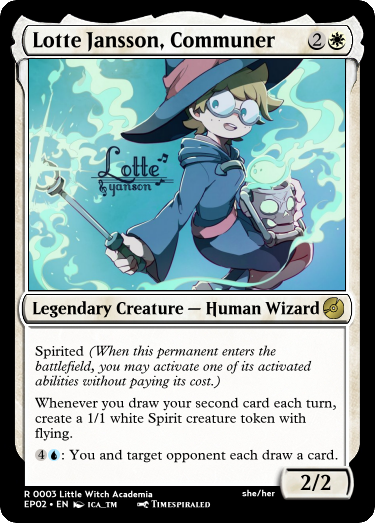 Lotte Jansson, Communer 2
Lotte
yanson
Legendary Creature — Human Wizard
Spirited (When this permanent enters the
battlefield, you may activate one of its activated
abilities without paying its cost.)
Whenever you draw your second card each turn,
create a 1/1 white Spirit creature token with
flying.
4: You and target opponent each draw a card.
2/2
R 0003 Little Witch Academia she/her
EP02 • EN ICA_TM TIMESPIRALED